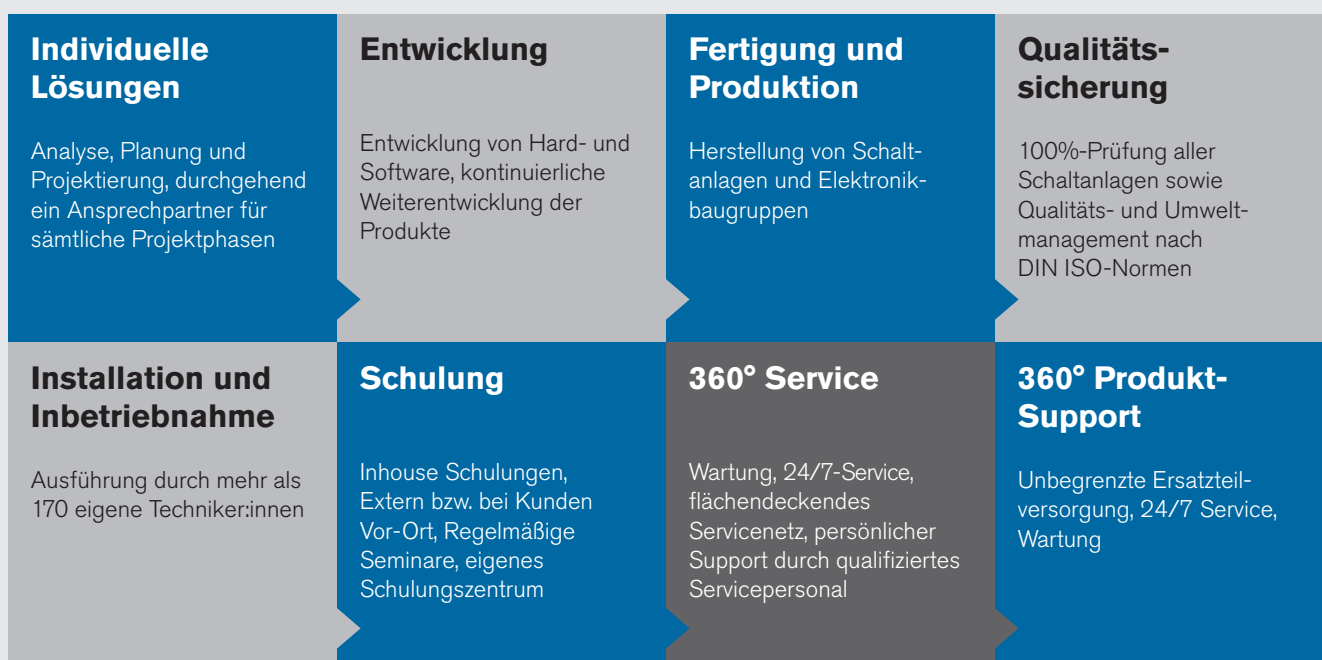 Individuelle
Lösungen
Analyse, Planung und
Projektierung, durchgehend
ein Ansprechpartner für
sämtliche Projektphasen
Entwicklung
Entwicklung von Hard- und
Software, kontinuierliche
Weiterentwicklung der
Produkte
Fertigung und
Produktion
Herstellung von Schalt-
anlagen und Elektronik-
baugruppen
Qualitäts-
sicherung
100%-Prüfung aller
Schaltanlagen sowie
Qualitäts- und Umwelt-
management nach
DIN ISO-Normen
Installation und
Inbetriebnahme
Ausführung durch mehr als
170 eigene Techniker:innen
Schulung
Inhouse Schulungen,
Extern bzw. bei Kunden
Vor-Ort, Regelmäßige
Seminare, eigenes
Schulungszentrum
360° Service
Wartung, 24/7-Service,
flächendeckendes
Servicenetz, persönlicher
Support durch qualifiziertes
Servicepersonal
360° Produkt-
Support
Unbegrenzte Ersatzteil-
versorgung, 24/7 Service,
Wartung